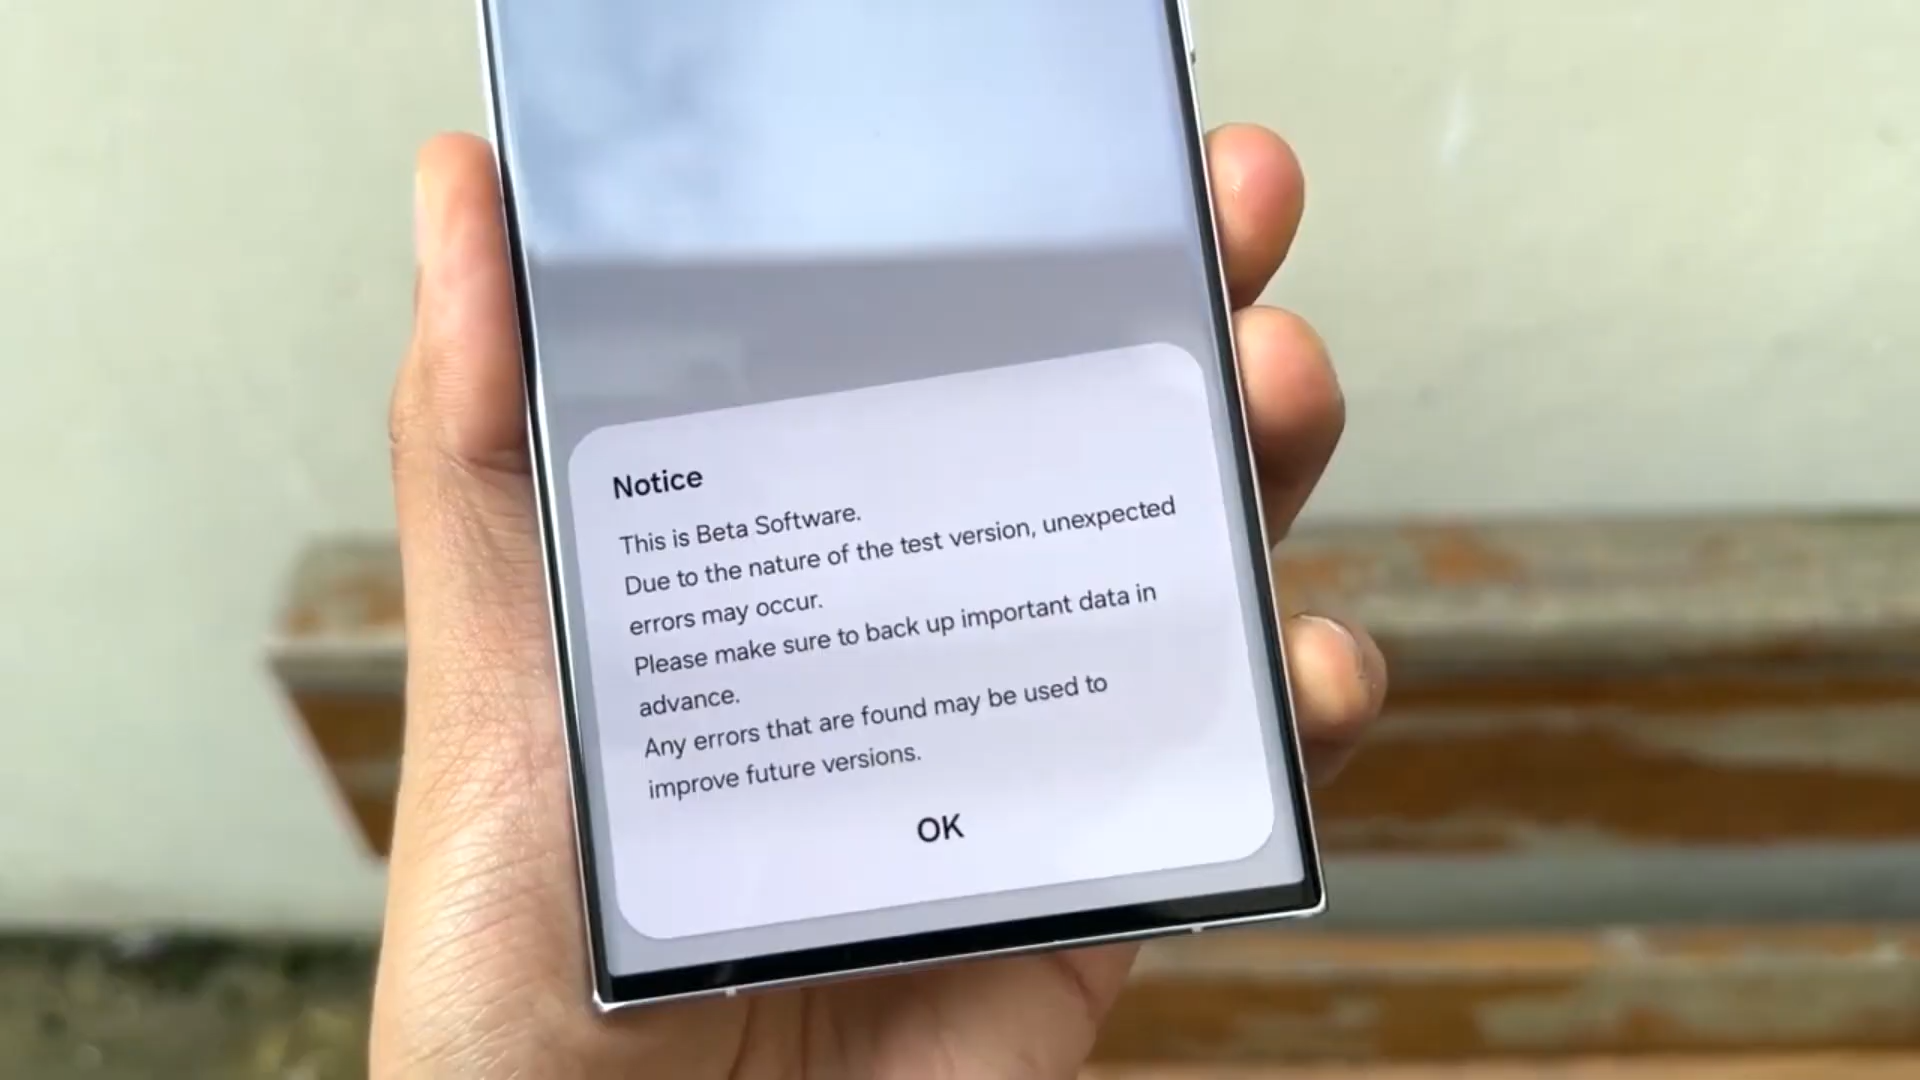 Notice
This is Beta Software.
Due to the nature of the test version, unexpected
errors may occur.
Please make sure to back up important data in
advance.
Any errors that are found may be used to
improve future versions.
OK